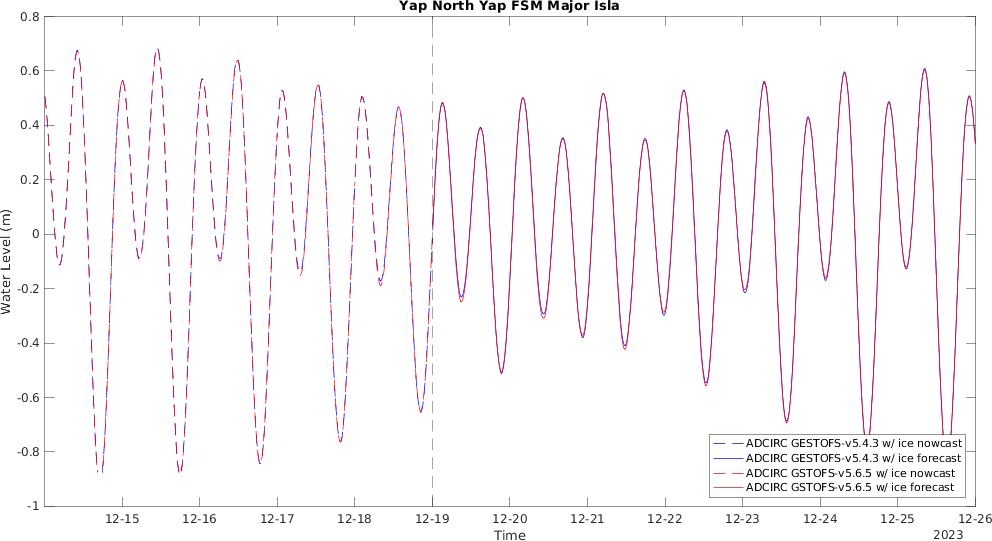 Yap North Yap FSM Major Isla
0.8
0.6
0.4
0.2
0
-0.2
-0.4
-0.6
-0.8
-1
Water Level (m)
ADCIRC GESTOFS-v5.4.3 w/ ice nowcast
ADCIRC GESTOFS-v5.4.3 w/ ice forecast
ADCIRC GSTOFS-v5.6.5 w/ ice nowcast
ADCIRC GSTOFS-v5.6.5 w/ ice forecast
12-15 12-16 12-17 12-18 12-19 12-20 12-21 12-22 12-23 12-24 12-25 12-26
Time
2023